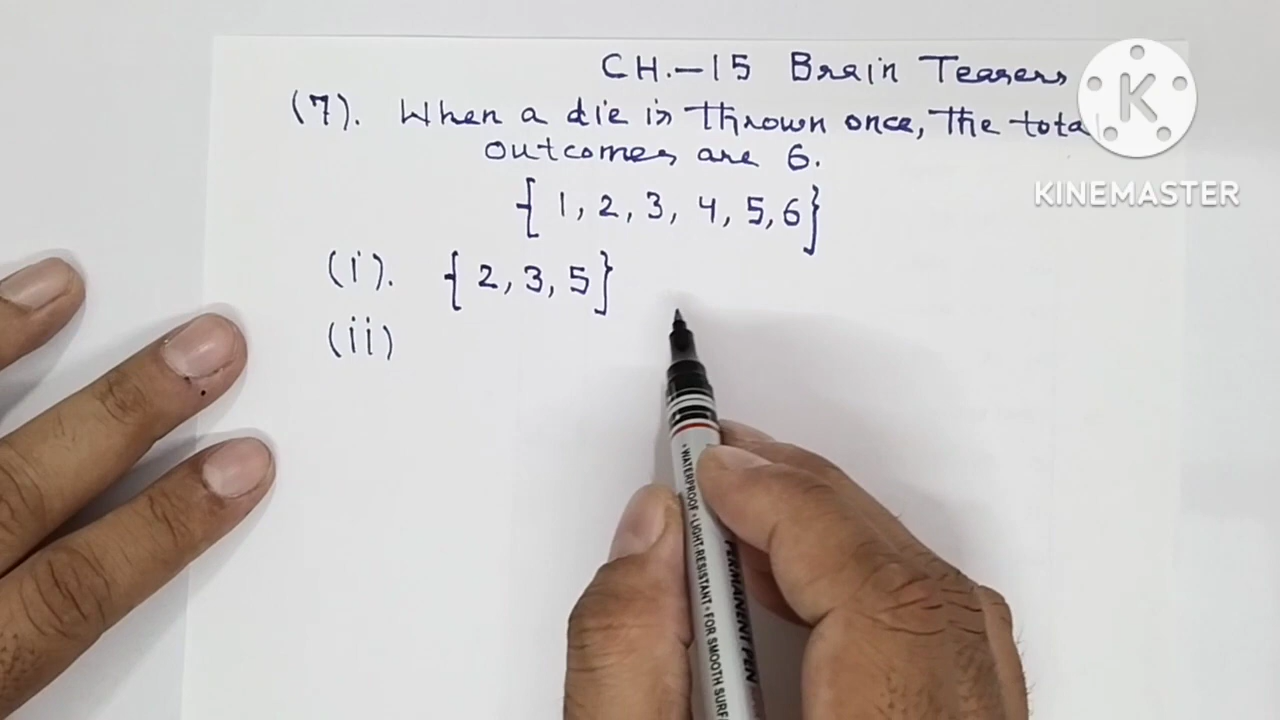 CH.-15 Brain Teasers
(7). When a die is thrown once, the total
outcomes are 6.
{ 1, 2, 3, 4, 5, 6}
(i). { 2, 3, 5}
(ii)
K
KINEMASTER
• WATERPROOF • LIGHT-RESISTANT • FOR SMOOTH SURF
PERMANENT PEN